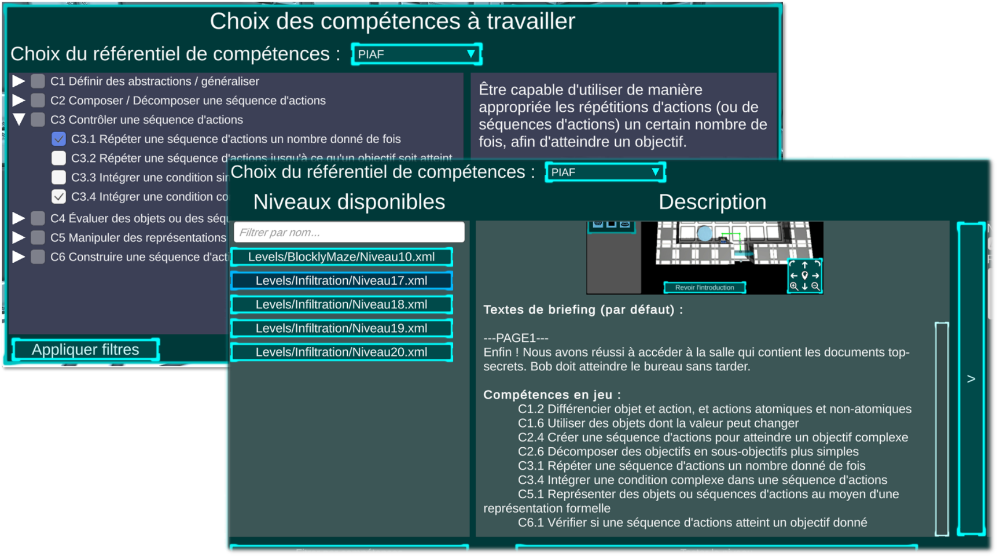 Choix des compétences à travailler
Choix du référentiel de compétences :
PIAF
C1 Définir des abstractions / généraliser
C2 Composer / Décomposer une séquence d'actions
C3 Contrôler une séquence d'actions
C3.1 Répéter une séquence d'actions un nombre donné de fois
C3.2 Répéter une séquence d'actions jusqu'à ce qu'un objectif soit atteint
C3.3 Intégrer une condition
C3.4 Intégrer une condition
C4 Évaluer des objets ou des
C5 Manipuler des représentations
C6 Construire une séquence
Appliquer filtres
Être capable d'utiliser de manière
appropriée les répétitions d'actions (ou de
séquences d'actions) un certain nombre de
fois, afin d'atteindre un objectif.
Choix du référentiel de compétences :
PIAF
Niveaux disponibles
Filtrer par nom...
Levels/BlocklyMaze/Niveau10.xml
Levels/Infiltration/Niveau17.xml
Levels/Infiltration/Niveau18.xml
Levels/Infiltration/Niveau19.xml
Levels/Infiltration/Niveau20.xml
Description
Revoir l'introduction
Textes de briefing (par défaut) :
---PAGE1---
Enfin ! Nous avons réussi à accéder à la salle qui contient les documents top-
secrets. Bob doit atteindre le bureau sans tarder.
Compétences en jeu :
C1.2 Différencier objet et action, et actions atomiques et non-atomiques
C1.6 Utiliser des objets dont la valeur peut changer
C2.4 Créer une séquence d'actions pour atteindre un objectif complexe
C2.6 Décomposer des objectifs en sous-objectifs plus simples
C3.1 Répéter une séquence d'actions un nombre donné de fois
C3.4 Intégrer une condition complexe dans une séquence d'actions
C5.1 Représenter des objets ou séquences d'actions au moyen d'une
représentation formelle
C6.1 Vérifier si une séquence d'actions atteint un objectif donné
>